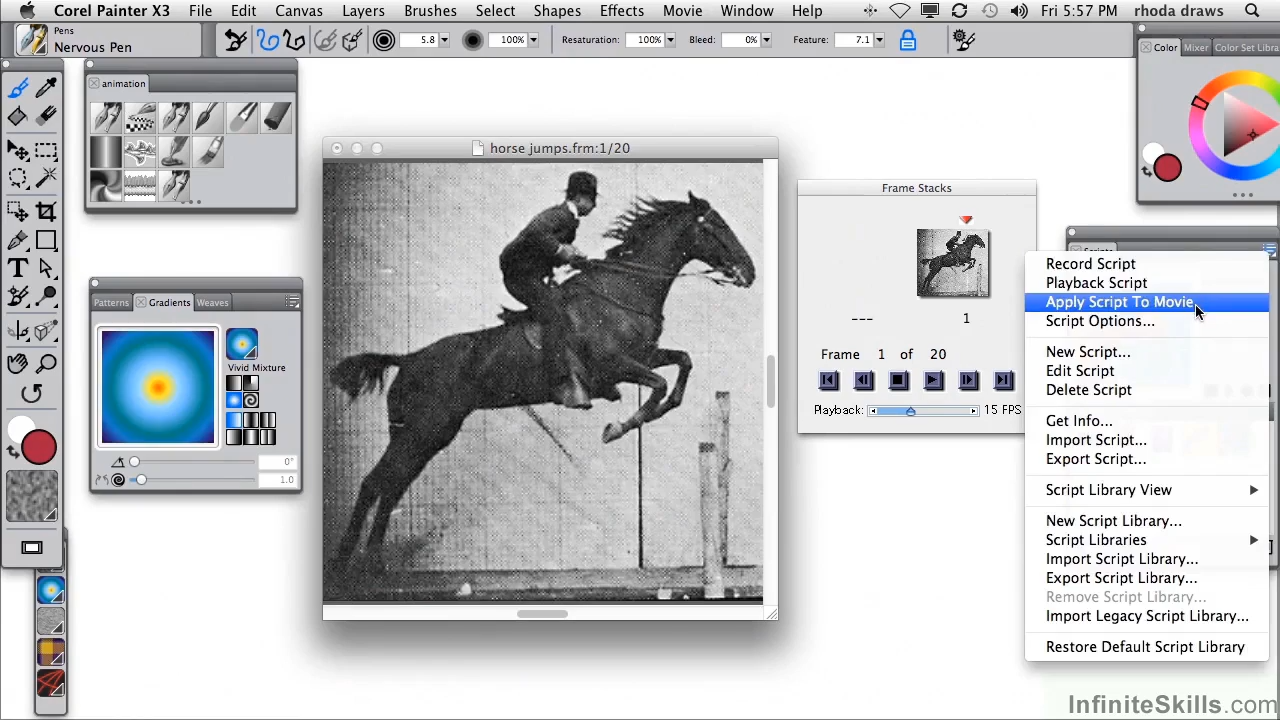 Corel Painter X3 File Edit Canvas Layers Brushes Select Shapes Effects Movie Window Help Fri 5:57 PM rhoda draws
Pens
Nervous Pen
5.8 100% Resaturation: 100% Bleed: 0% Feature: 7.1
animation
horse jumps.frm:1/20
Color Mixer Color Set Libra
Frame Stacks
--- 1
Frame 1 of 20
Playback: 15 FPS
Patterns Gradients Weaves
Vivid Mixture
0°
1.0
T
Scripts
Record Script
Playback Script
Apply Script To Movie
Script Options...
New Script...
Edit Script
Delete Script
Get Info...
Import Script...
Export Script...
Script Library View
New Script Library...
Script Libraries
Import Script Library...
Export Script Library...
Remove Script Library...
Import Legacy Script Library...
Restore Default Script Library
InfiniteSkills.com